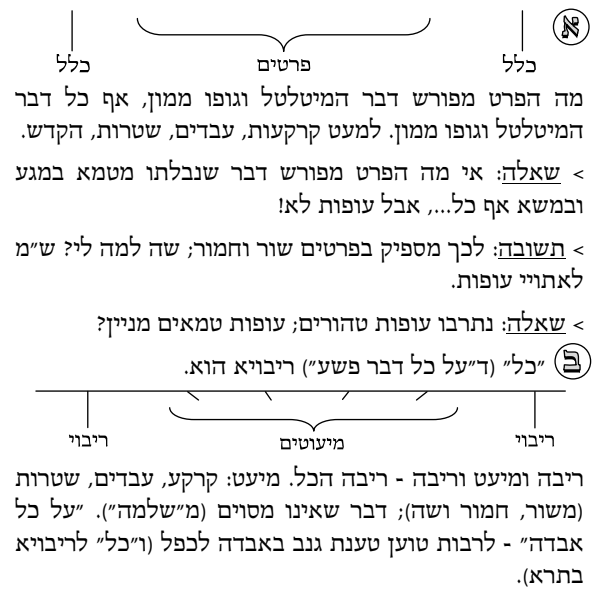 א
כלל פרטים כלל
מה הפרט מפורש דבר המיטלטל וגופו ממון, אף כל דבר
המיטלטל וגופו ממון. למעט קרקעות, עבדים, שטרות, הקדש.
> שאלה: אי מה הפרט מפורש דבר שנבלתו מטמא במגע
ובמשא אף כל..., אבל עופות לא!
> תשובה: לכך מספיק בפרטים שור וחמור; שה למה לי? ש״מ
לאתויי עופות.
> שאלה: נתרבו עופות טהורים; עופות טמאים מניין?
ב ״כל״ (ד״על כל דבר פשע״) ריבויא הוא.
ריבוי מיעוטים ריבוי
ריבה ומיעט וריבה - ריבה הכל. מיעט: קרקע, עבדים, שטרות
(משור, חמור ושה); דבר שאינו מסוים (מ״שלמה״). ״על כל
אבדה״ - לרבות טוען טענת גנב באבדה לכפל (ו״כל״ לריבויא
בתרא).